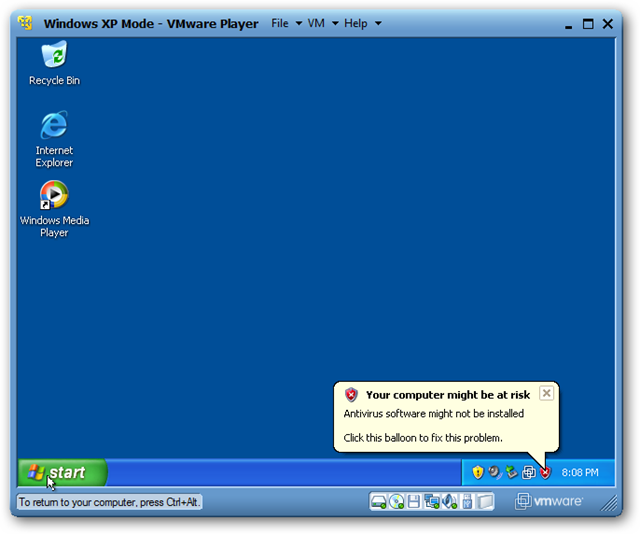 Windows XP Mode - VMware Player File VM Help
Recycle Bin
Internet
Explorer
Windows Media
Player
Your computer might be at risk
Antivirus software might not be installed
Click this balloon to fix this problem.
start
8:08 PM
To return to your computer, press Ctrl+Alt.
vmware